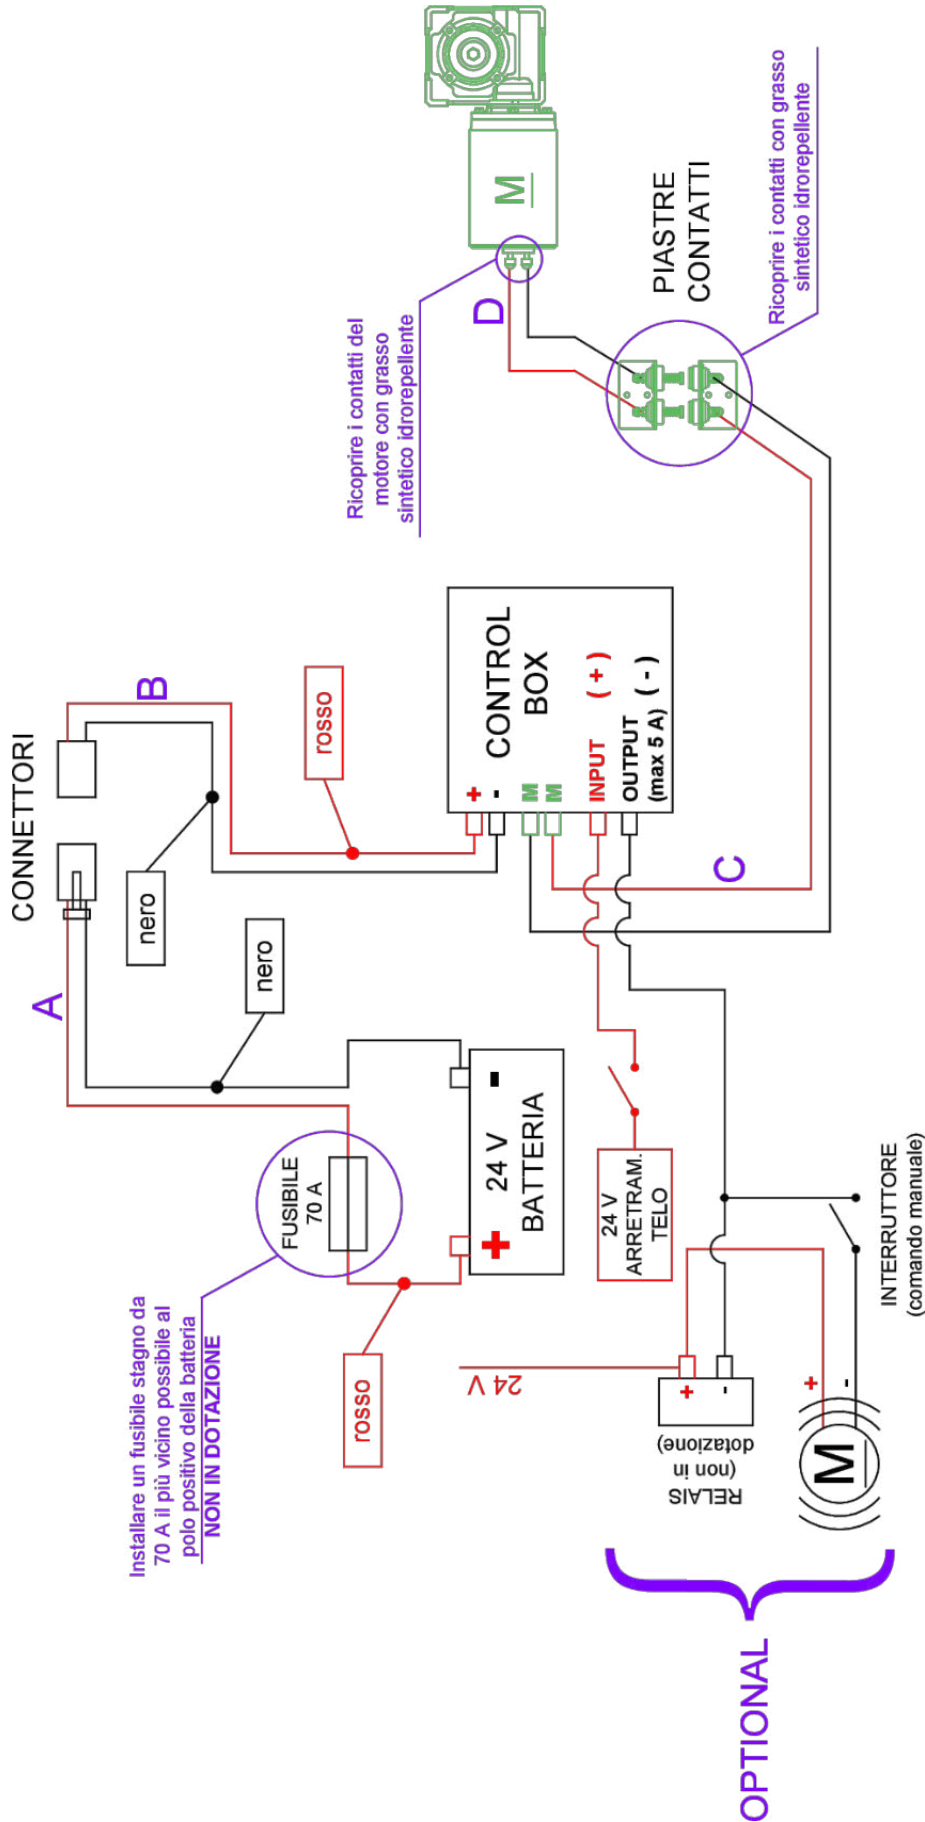 CONNETTORI
A
B
nero
nero
rosso
rosso
Installare un fusibile stagno da
70 A il più vicino possibile al
polo positivo della batteria
NON IN DOTAZIONE
FUSIBILE
70 A
+
-
24 V
BATTERIA
CONTROL
BOX
+
-
M
M
INPUT (+)
OUTPUT (-)
(max 5 A)
C
24 V
ARRETRAM.
TELO
24 V
+
-
RELAIS
(non in
dotazione)
+
-
M
INTERRUTTORE
(comando manuale)
OPTIONAL
Ricoprire i contatti del
motore con grasso
sintetico idrorepellente
D
M
PIASTRE
CONTATTI
Ricoprire i contatti con grasso
sintetico idrorepellente